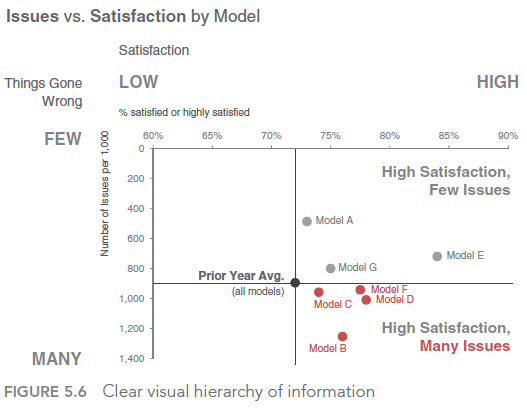 Issues vs. Satisfaction by Model
Satisfaction
Things Gone
Wrong
LOW
HIGH
% satisfied or highly satisfied
FEW
Number of Issues per 1,000
60%
65%
70%
75%
80%
85%
90%
0
200
400
600
800
1,000
1,200
1,400
High Satisfaction,
Few Issues
Model A
Model E
Model G
Prior Year Avg.
(all models)
Model F
Model D
Model C
High Satisfaction,
Many Issues
Model B
MANY
FIGURE 5.6 Clear visual hierarchy of information